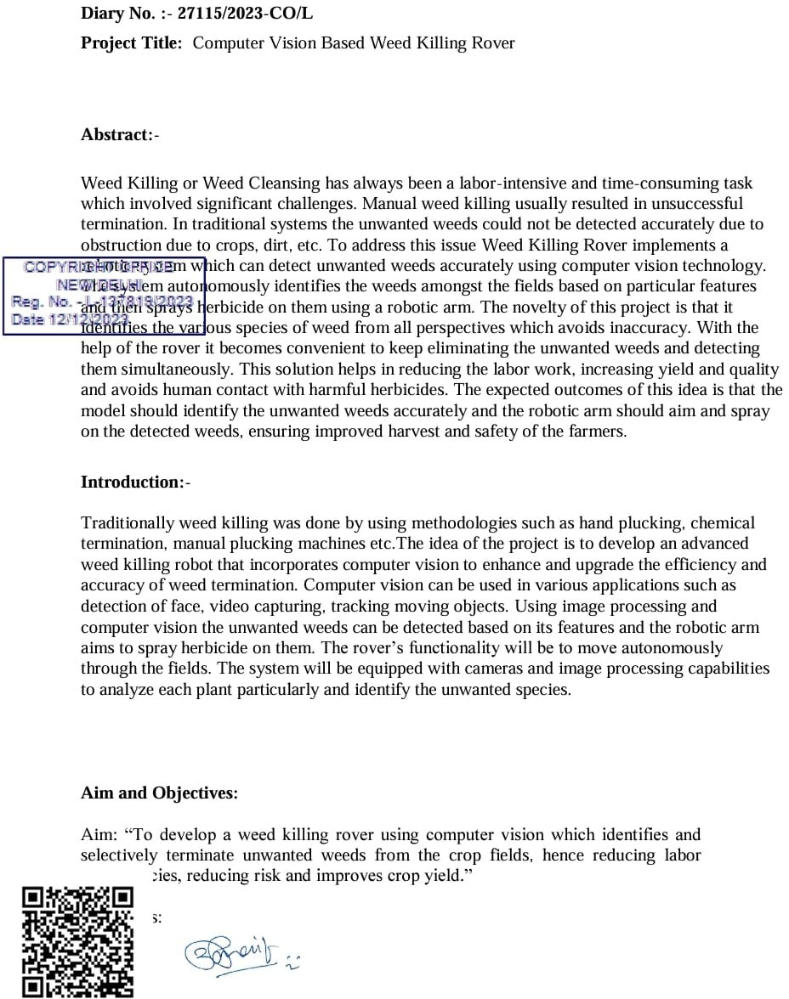 Diary No. :- 27115/2023-CO/L
Project Title: Computer Vision Based Weed Killing Rover
Abstract:-
Weed Killing or Weed Cleansing has always been a labor-intensive and time-consuming task
which involved significant challenges. Manual weed killing usually resulted in unsuccessful
termination. In traditional systems the unwanted weeds could not be detected accurately due to
obstruction due to crops, dirt, etc. To address this issue Weed Killing Rover implements a
COPYRIGHT OFFICE
which can detect unwanted weeds accurately using computer vision technology.
NEW DELHI
autonomously identifies the weeds amongst the fields based on particular features
Reg. No. - L-137819/2023
and then sprays herbicide on them using a robotic arm. The novelty of this project is that it
Date 12/12/2023
identifies the various species of weed from all perspectives which avoids inaccuracy. With the
help of the rover it becomes convenient to keep eliminating the unwanted weeds and detecting
them simultaneously. This solution helps in reducing the labor work, increasing yield and quality
and avoids human contact with harmful herbicides. The expected outcomes of this idea is that the
model should identify the unwanted weeds accurately and the robotic arm should aim and spray
on the detected weeds, ensuring improved harvest and safety of the farmers.
Introduction:-
Traditionally weed killing was done by using methodologies such as hand plucking, chemical
termination, manual plucking machines etc.The idea of the project is to develop an advanced
weed killing robot that incorporates computer vision to enhance and upgrade the efficiency and
accuracy of weed termination. Computer vision can be used in various applications such as
detection of face, video capturing, tracking moving objects. Using image processing and
computer vision the unwanted weeds can be detected based on its features and the robotic arm
aims to spray herbicide on them. The rover’s functionality will be to move autonomously
through the fields. The system will be equipped with cameras and image processing capabilities
to analyze each plant particularly and identify the unwanted species.
Aim and Objectives:
Aim: “To develop a weed killing rover using computer vision which identifies and
selectively terminate unwanted weeds from the crop fields, hence reducing labor
cies, reducing risk and improves crop yield.”
s: